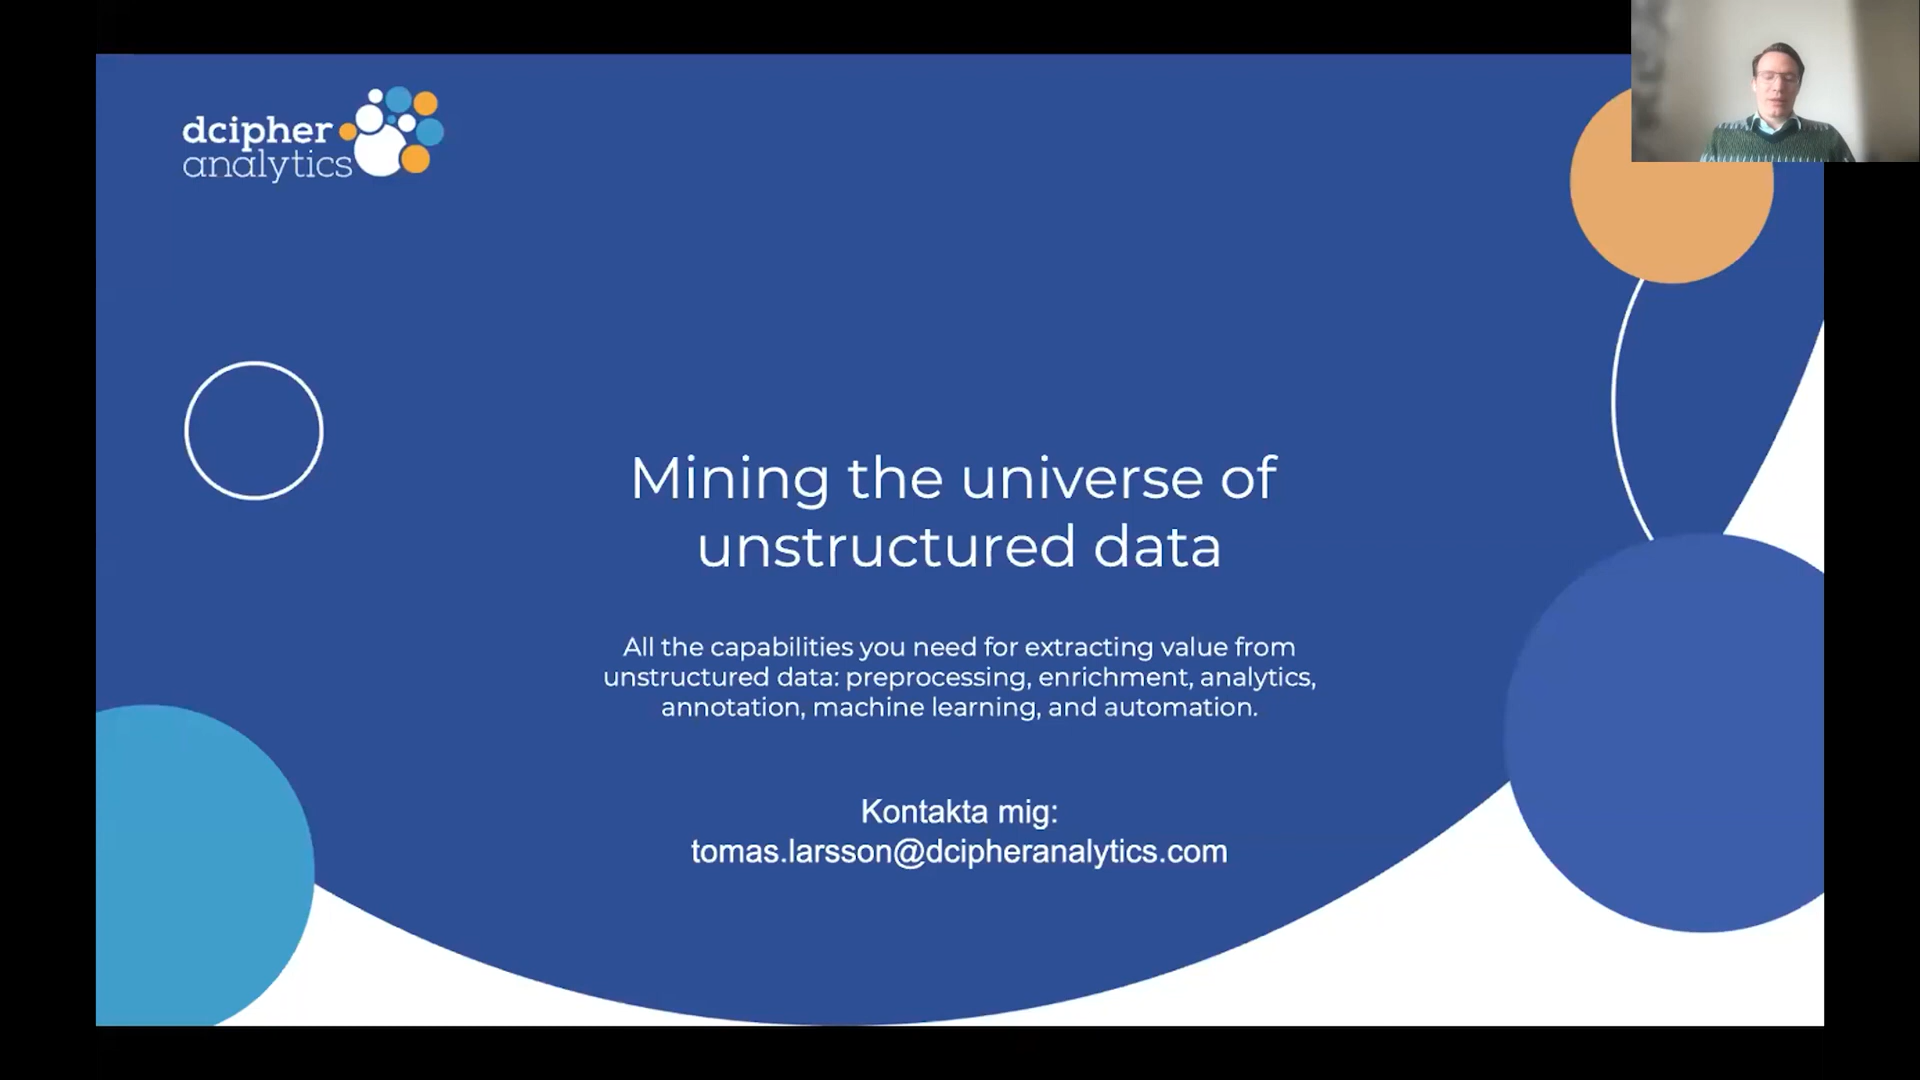 dcipher
analytics
Mining the universe of
unstructured data
All the capabilities you need for extracting value from
unstructured data: preprocessing, enrichment, analytics,
annotation, machine learning, and automation.
Kontakta mig:
tomas.larsson@dcipheranalytics.com